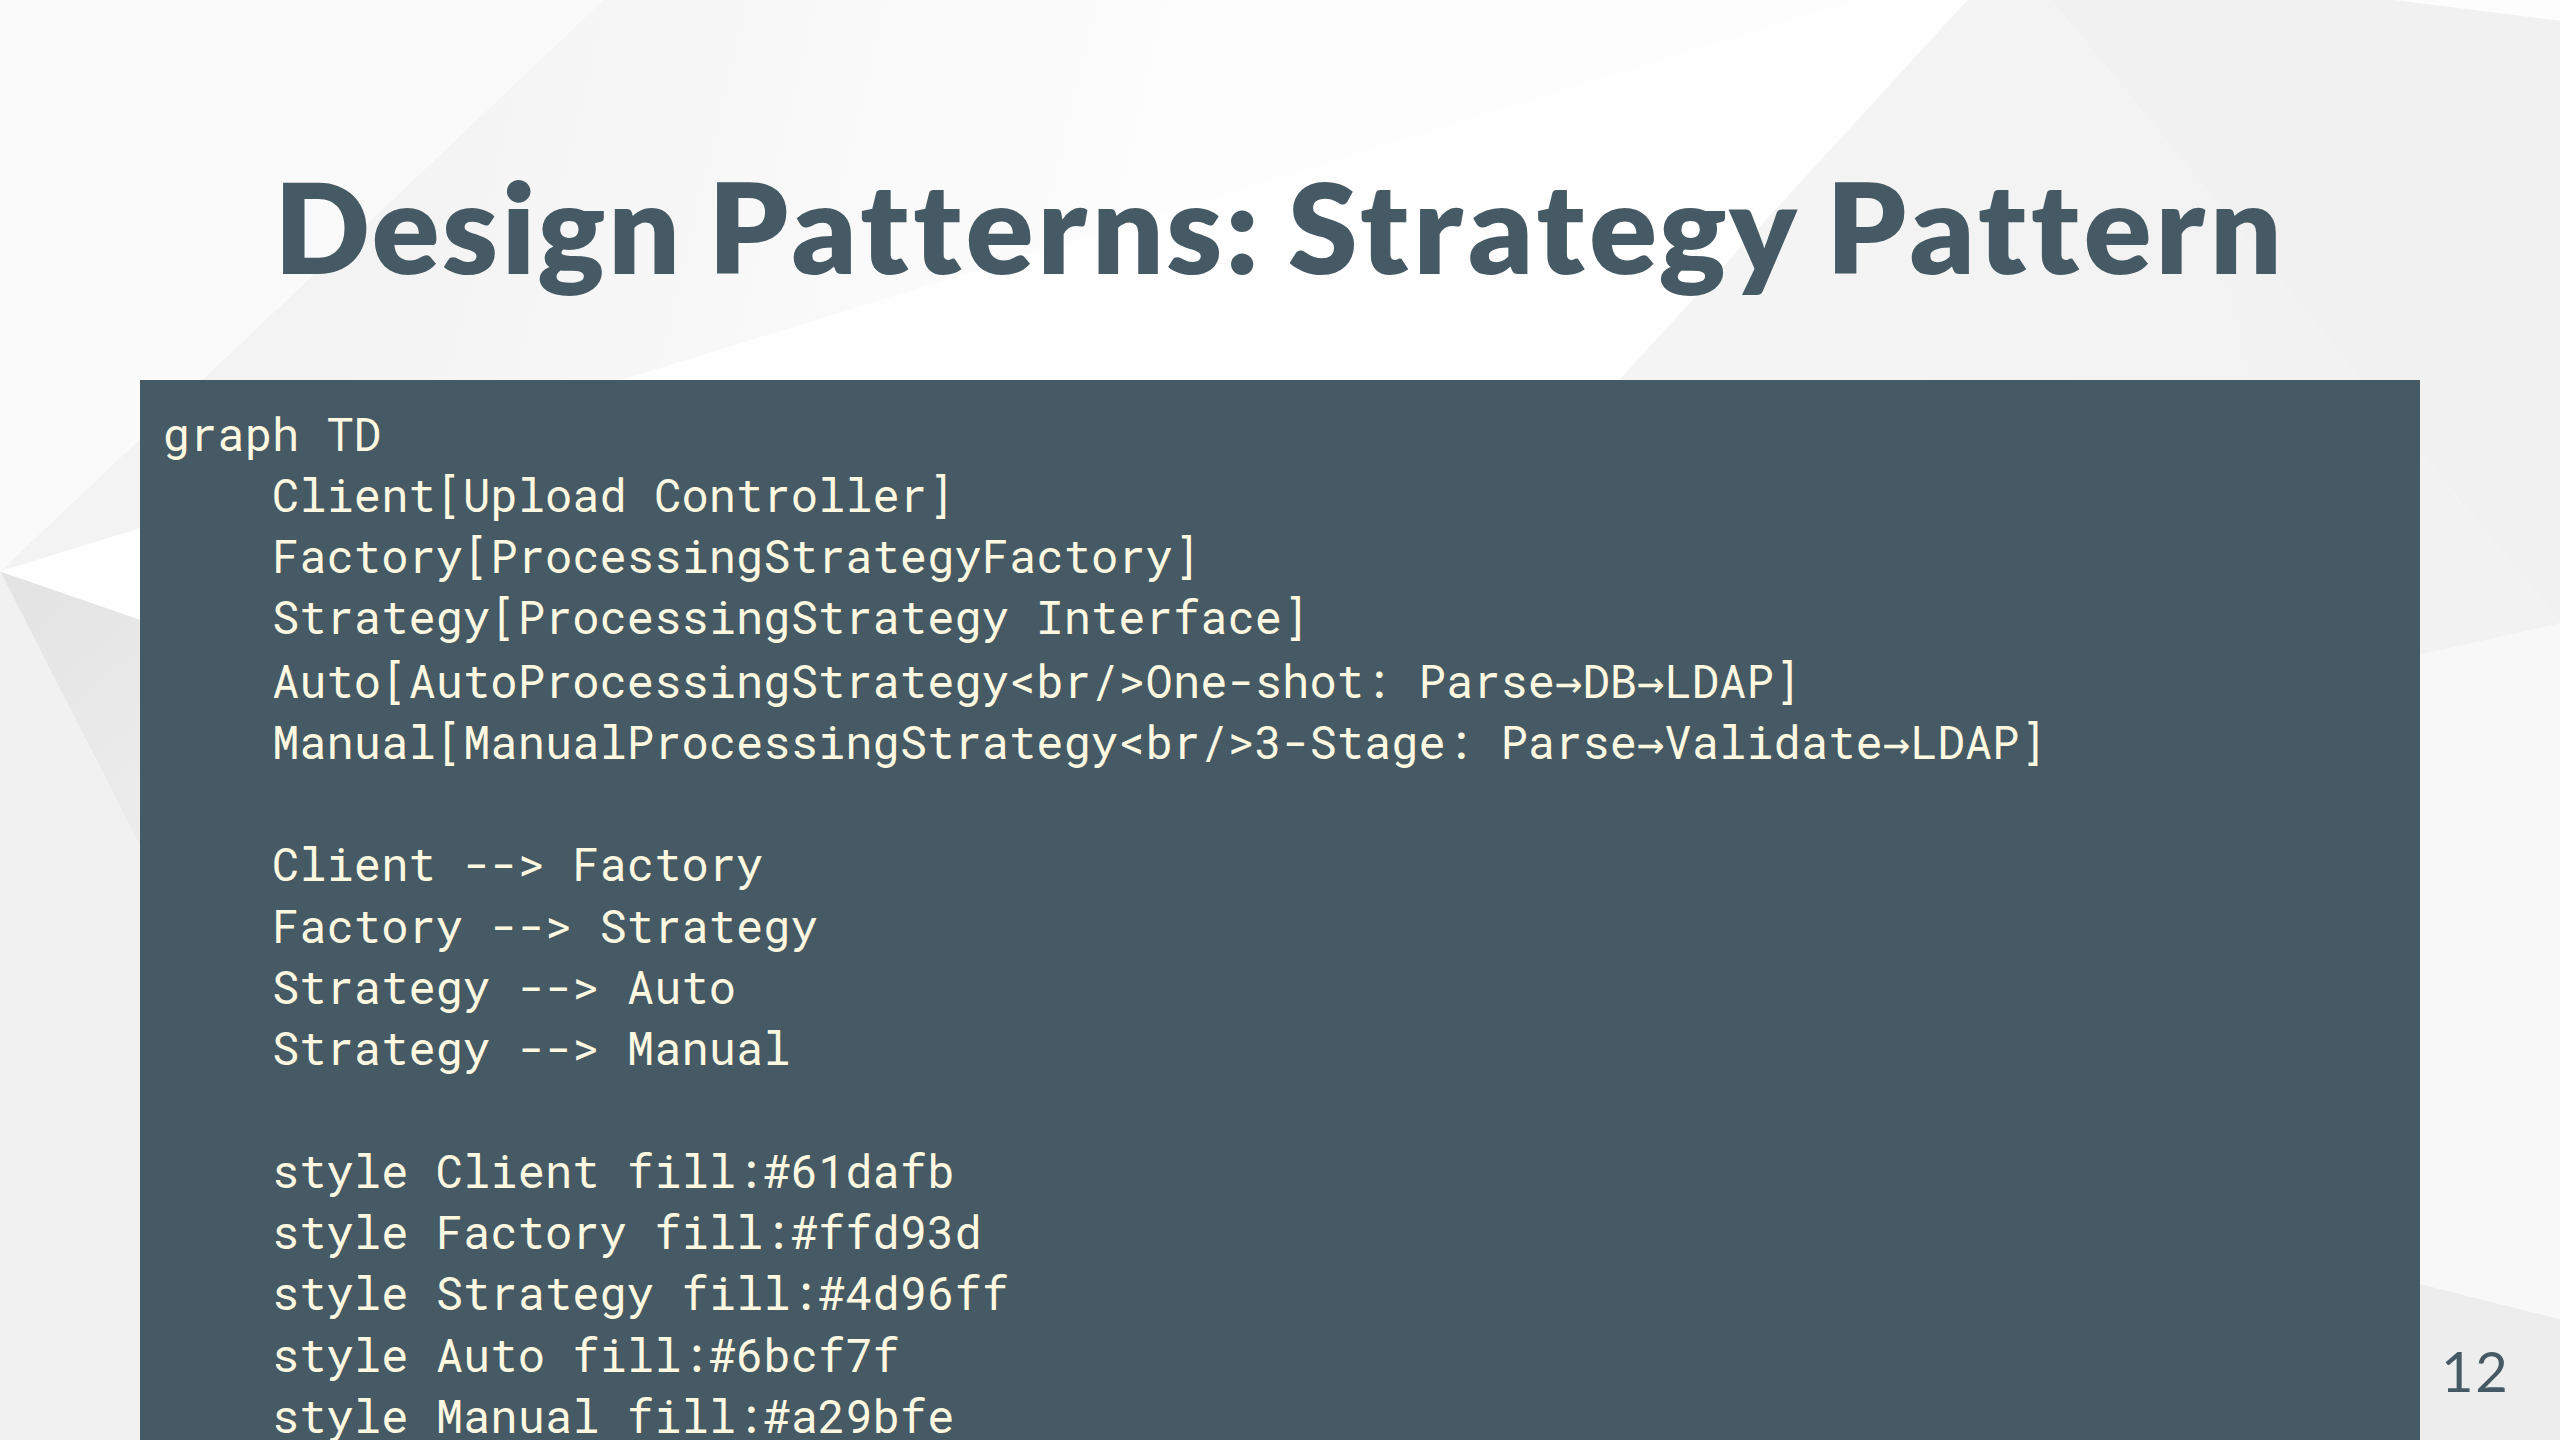 Design Patterns: Strategy Pattern
graph TD
    Client[Upload Controller]
    Factory[ProcessingStrategyFactory]
    Strategy[ProcessingStrategy Interface]
    Auto[AutoProcessingStrategy<br/>One-shot: Parse→DB→LDAP]
    Manual[ManualProcessingStrategy<br/>3-Stage: Parse→Validate→LDAP]

    Client --> Factory
    Factory --> Strategy
    Strategy --> Auto
    Strategy --> Manual

    style Client fill:#61dafb
    style Factory fill:#ffd93d
    style Strategy fill:#4d96ff
    style Auto fill:#6bcf7f
    style Manual fill:#a29bfe
12